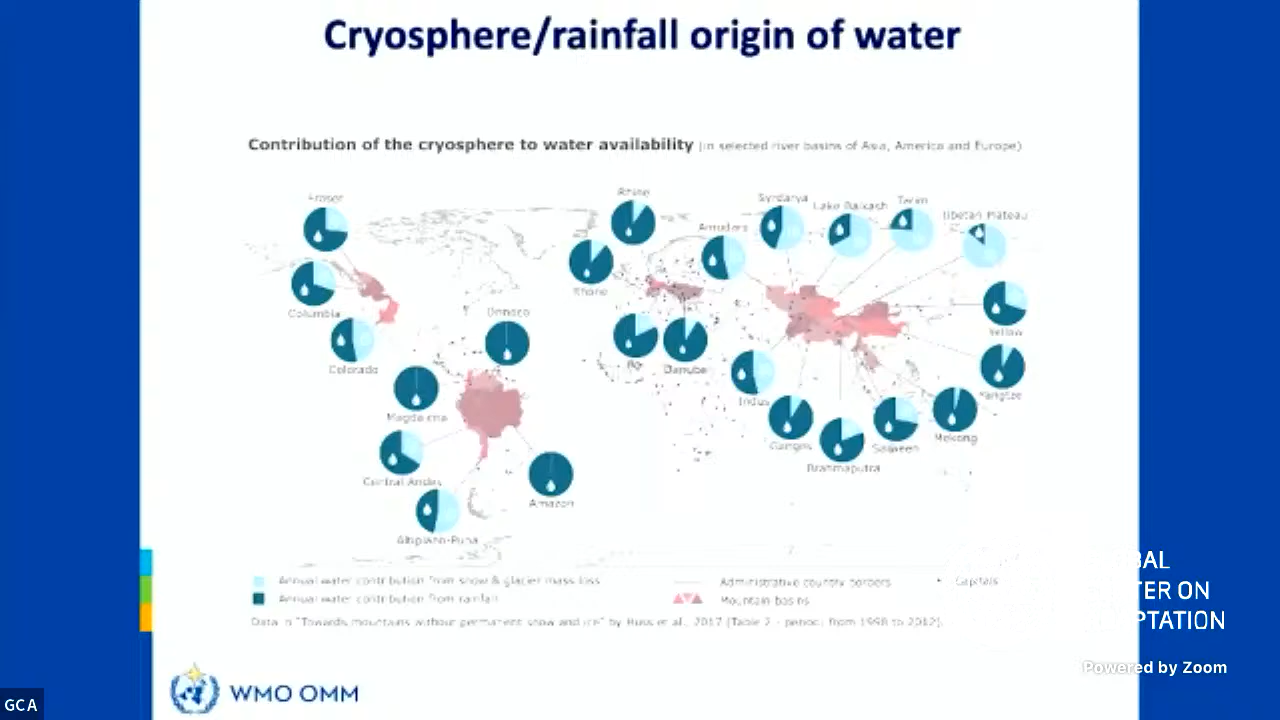 Cryosphere/rainfall origin of water
Contribution of the cryosphere to water availability (in selected river basins of Asia, America and Europe)
Fraser
Rhine
Syrdarya
Lake Balkash
Tarim
Tibetan Plateau
Amudarya
Rhone
Columbia
Orinoco
Yellow
Colorado
Po
Danube
Indus
Yangtze
Magdalena
Ganges
Salween
Mekong
Brahmaputra
Central Andes
Amazon
Altiplano-Puna
Annual water contribution from snow & glacier mass loss
Administrative country borders
Capitals
Annual water contribution from rainfall
Mountain basins
Data in "Towards mountains without permanent snow and ice" by Huss et al., 2017 (Table 2 - period from 1998 to 2012).
BAL
TER ON
PTATION
Powered by Zoom
WMO OMM
GCA